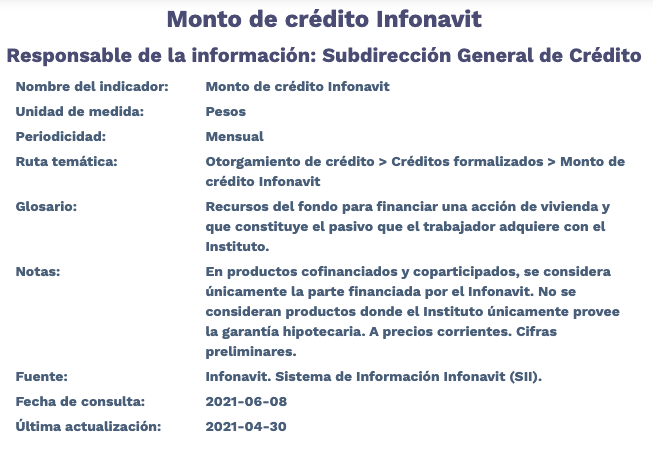 Monto de crédito Infonavit
Responsable de la información: Subdirección General de Crédito
Nombre del indicador: Monto de crédito Infonavit
Unidad de medida: Pesos
Periodicidad: Mensual
Ruta temática: Otorgamiento de crédito > Créditos formalizados > Monto de
crédito Infonavit
Glosario: Recursos del fondo para financiar una acción de vivienda y
que constituye el pasivo que el trabajador adquiere con el
Instituto.
Notas: En productos cofinanciados y coparticipados, se considera
únicamente la parte financiada por el Infonavit. No se
consideran productos donde el Instituto únicamente provee
la garantía hipotecaria. A precios corrientes. Cifras
preliminares.
Fuente: Infonavit. Sistema de Información Infonavit (SII).
Fecha de consulta: 2021-06-08
Última actualización: 2021-04-30